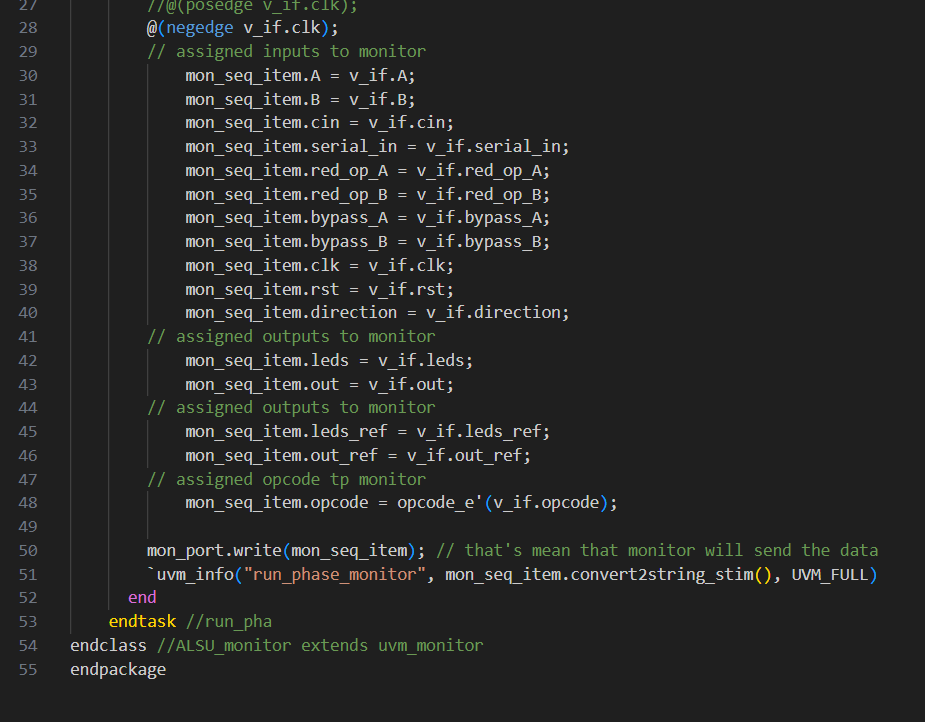 27 //@(posedge v_if.clk);
28 @(negedge v_if.clk);
29 // assigned inputs to monitor
30 mon_seq_item.A = v_if.A;
31 mon_seq_item.B = v_if.B;
32 mon_seq_item.cin = v_if.cin;
33 mon_seq_item.serial_in = v_if.serial_in;
34 mon_seq_item.red_op_A = v_if.red_op_A;
35 mon_seq_item.red_op_B = v_if.red_op_B;
36 mon_seq_item.bypass_A = v_if.bypass_A;
37 mon_seq_item.bypass_B = v_if.bypass_B;
38 mon_seq_item.clk = v_if.clk;
39 mon_seq_item.rst = v_if.rst;
40 mon_seq_item.direction = v_if.direction;
41 // assigned outputs to monitor
42 mon_seq_item.leds = v_if.leds;
43 mon_seq_item.out = v_if.out;
44 // assigned outputs to monitor
45 mon_seq_item.leds_ref = v_if.leds_ref;
46 mon_seq_item.out_ref = v_if.out_ref;
47 // assigned opcode tp monitor
48 mon_seq_item.opcode = opcode_e'(v_if.opcode);
49
50 mon_port.write(mon_seq_item); // that's mean that monitor will send the data
51 `uvm_info("run_phase_monitor", mon_seq_item.convert2string_stim(), UVM_FULL)
52 end
53 endtask //run_pha
54 endclass //ALSU_monitor extends uvm_monitor
55 endpackage